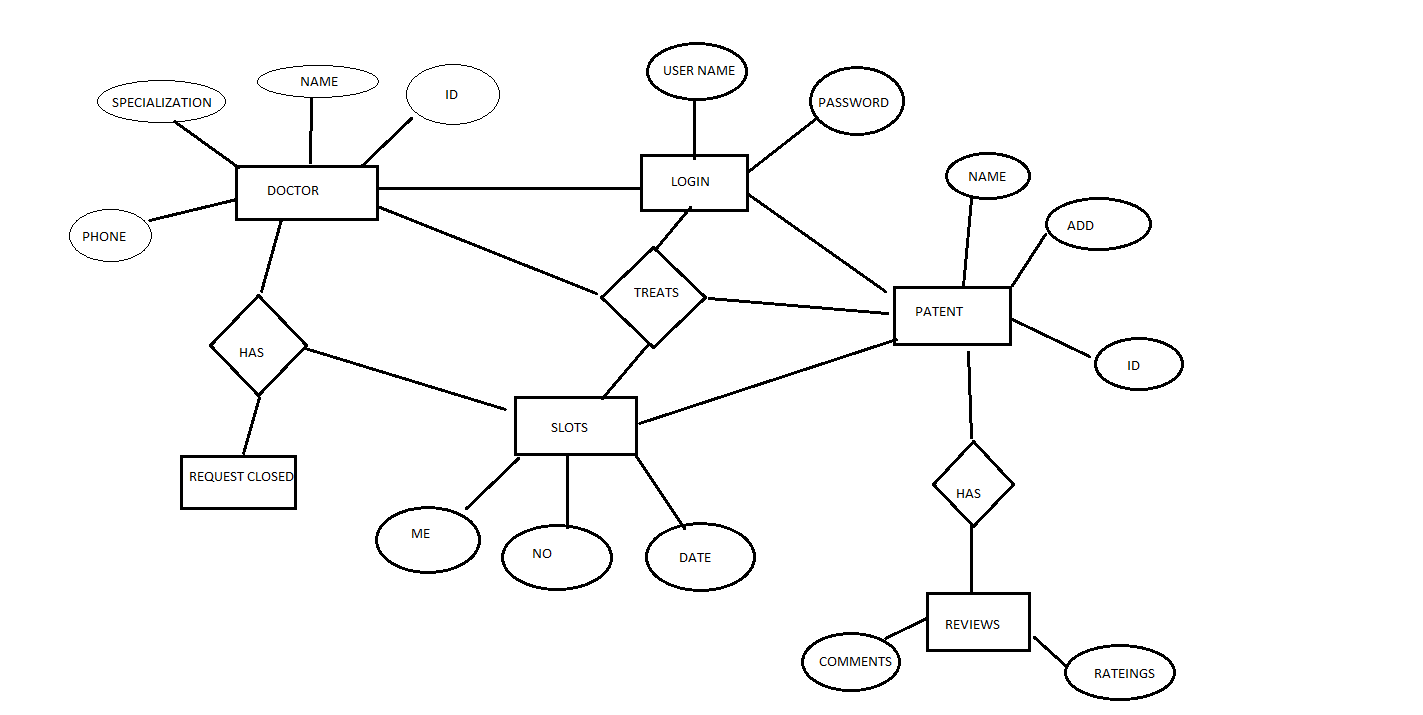 USER NAME
NAME
ID
SPECIALIZATION
PASSWORD
LOGIN
NAME
DOCTOR
ADD
PHONE
TREATS
PATENT
HAS
ID
SLOTS
REQUEST CLOSED
HAS
ME
NO
DATE
REVIEWS
COMMENTS
RATEINGS